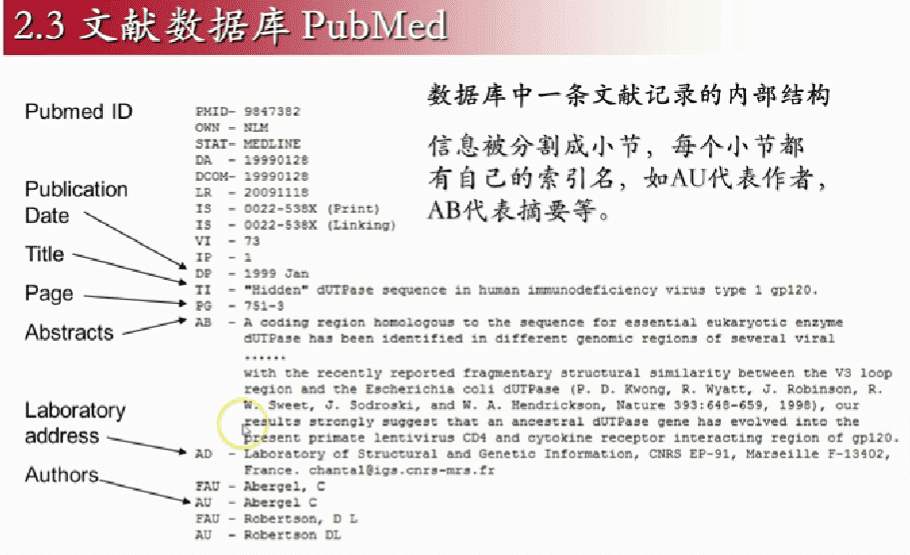 2.3 文献数据库 PubMed
数据库中一条文献记录的内部结构
信息被分割成小节，每个小节都
有自己的索引名，如AU代表作者，
AB代表摘要等。
Pubmed ID
Publication
Date
Title
Page
Abstracts
Laboratory
address
Authors
PMID- 9847382
OWN - NLM
STAT- MEDLINE
DA - 19990128
DCOM- 19990128
LR - 20091118
IS - 0022-538X (Print)
IS - 0022-538X (Linking)
VI - 73
IP - 1
DP - 1999 Jan
TI - "Hidden" dUTPase sequence in human immunodeficiency virus type 1 gp120.
PG - 751-3
AB - A coding region homologous to the sequence for essential eukaryotic enzyme
dUTPase has been identified in different genomic regions of several viral
......
with the recently reported fragmentary structural similarity between the V3 loop
region and the Escherichia coli dUTPase (P. D. Kwong, R. Wyatt, J. Robinson, R.
W. Sweet, J. Sodroski, and W. A. Hendrickson, Nature 393:648-659, 1998), our
results strongly suggest that an ancestral dUTPase gene has evolved into the
present primate lentivirus CD4 and cytokine receptor interacting region of gp120.
AD - Laboratory of Structural and Genetic Information, CNRS EP-91, Marseille F-13402,
France. chantal@igs.cnrs-mrs.fr
FAU - Abergel, C
AU - Abergel C
FAU - Robertson, D L
AU - Robertson DL